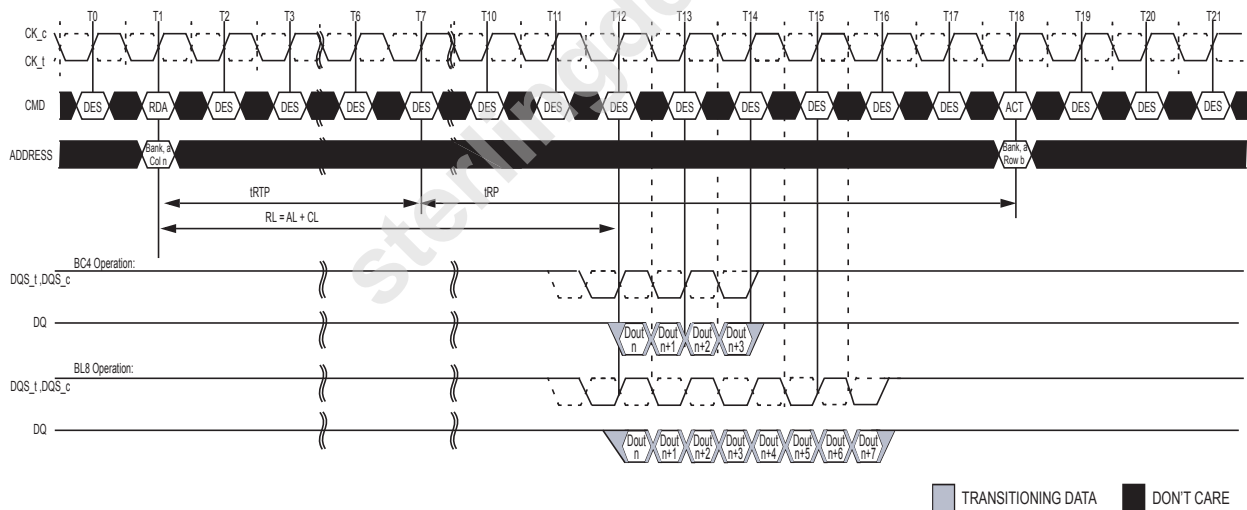 T0 T1 T2 T3 T6 T7 T10 T11 T12 T13 T14 T15 T16 T17 T18 T19 T20 T21
CK_c
CK_t
CMD DES RDA DES DES DES DES DES DES DES DES DES DES DES DES ACT DES DES DES
ADDRESS Bank, a Bank, a
Col n Row b
tRTP tRP
RL = AL + CL
BC4 Operation:
DQS_t ,DQS_c
DQ Dout Dout Dout Dout
n n+1 n+2 n+3
BL8 Operation:
DQS_t ,DQS_c
DQ Dout Dout Dout Dout Dout Dout Dout Dout
n n+1 n+2 n+3 n+4 n+5 n+6 n+7
TRANSITIONING DATA DON'T CARE